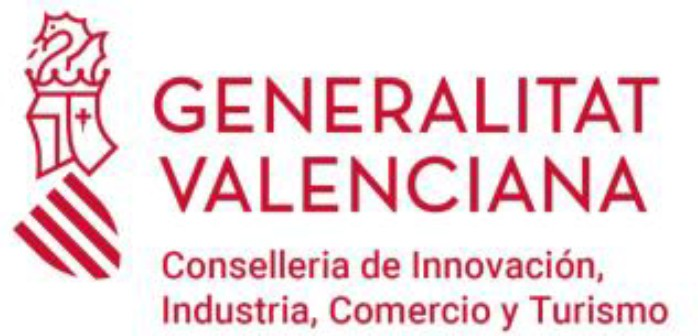 GENERALITAT
VALENCIANA
Conselleria de Innovación,
Industria, Comercio y Turismo